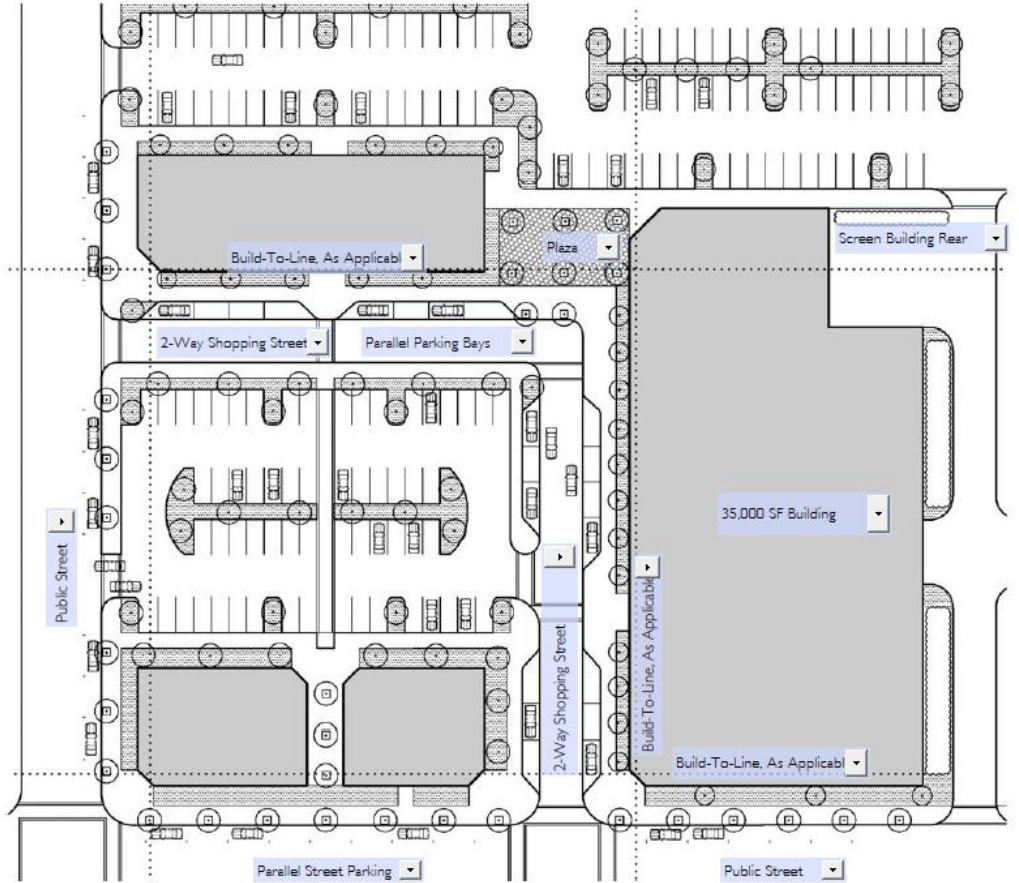 Plaza
Screen Building Rear
Build-To-Line, As Applicabl
2-Way Shopping Street
Parallel Parking Bays
35,000 SF Building
Public Street
2-Way Shopping Street
Build-To-Line, As Applicable
Build-To-Line, As Applicabl
Parallel Street Parking
Public Street